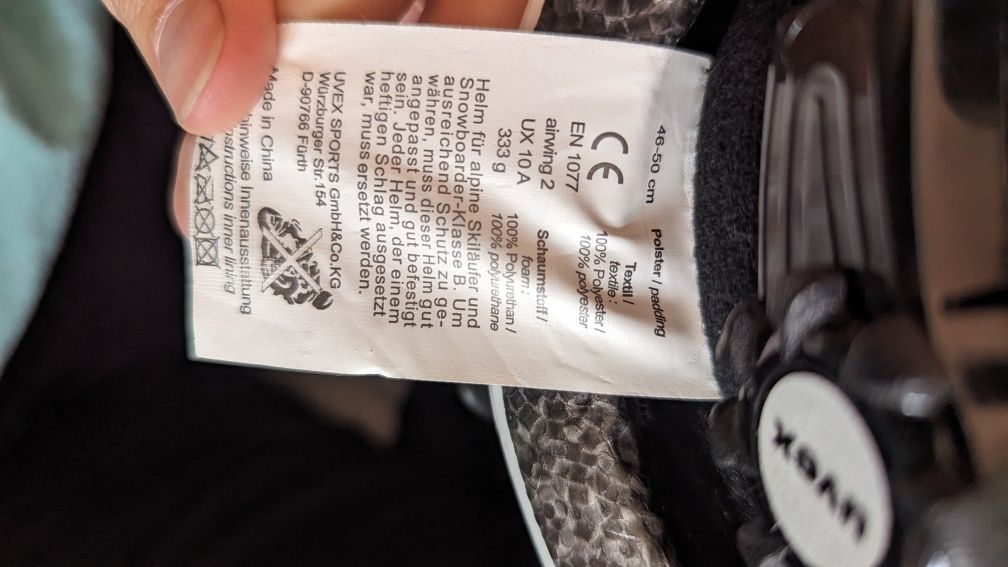 46-50 cm
CE
EN 1077
airwing 2
UX 10 A
333 g
Polster / padding
Textil /
textile :
100% Polyester /
100% polyester
Schaumstoff /
foam :
100% Polyurethan /
100% polyurethane
Helm für alpine Skiläufer und
Snowboarder-Klasse B. Um
ausreichend Schutz zu ge-
währen, muss dieser Helm gut
angepasst und gut befestigt
sein. Jeder Helm, der einem
heftigen Schlag ausgesetzt
war, muss ersetzt werden.
UVEX SPORTS GmbH&Co.KG
Würzburger Str.154
D-90766 Fürth
Made in China
Innenausstattung
inner lining
uvex